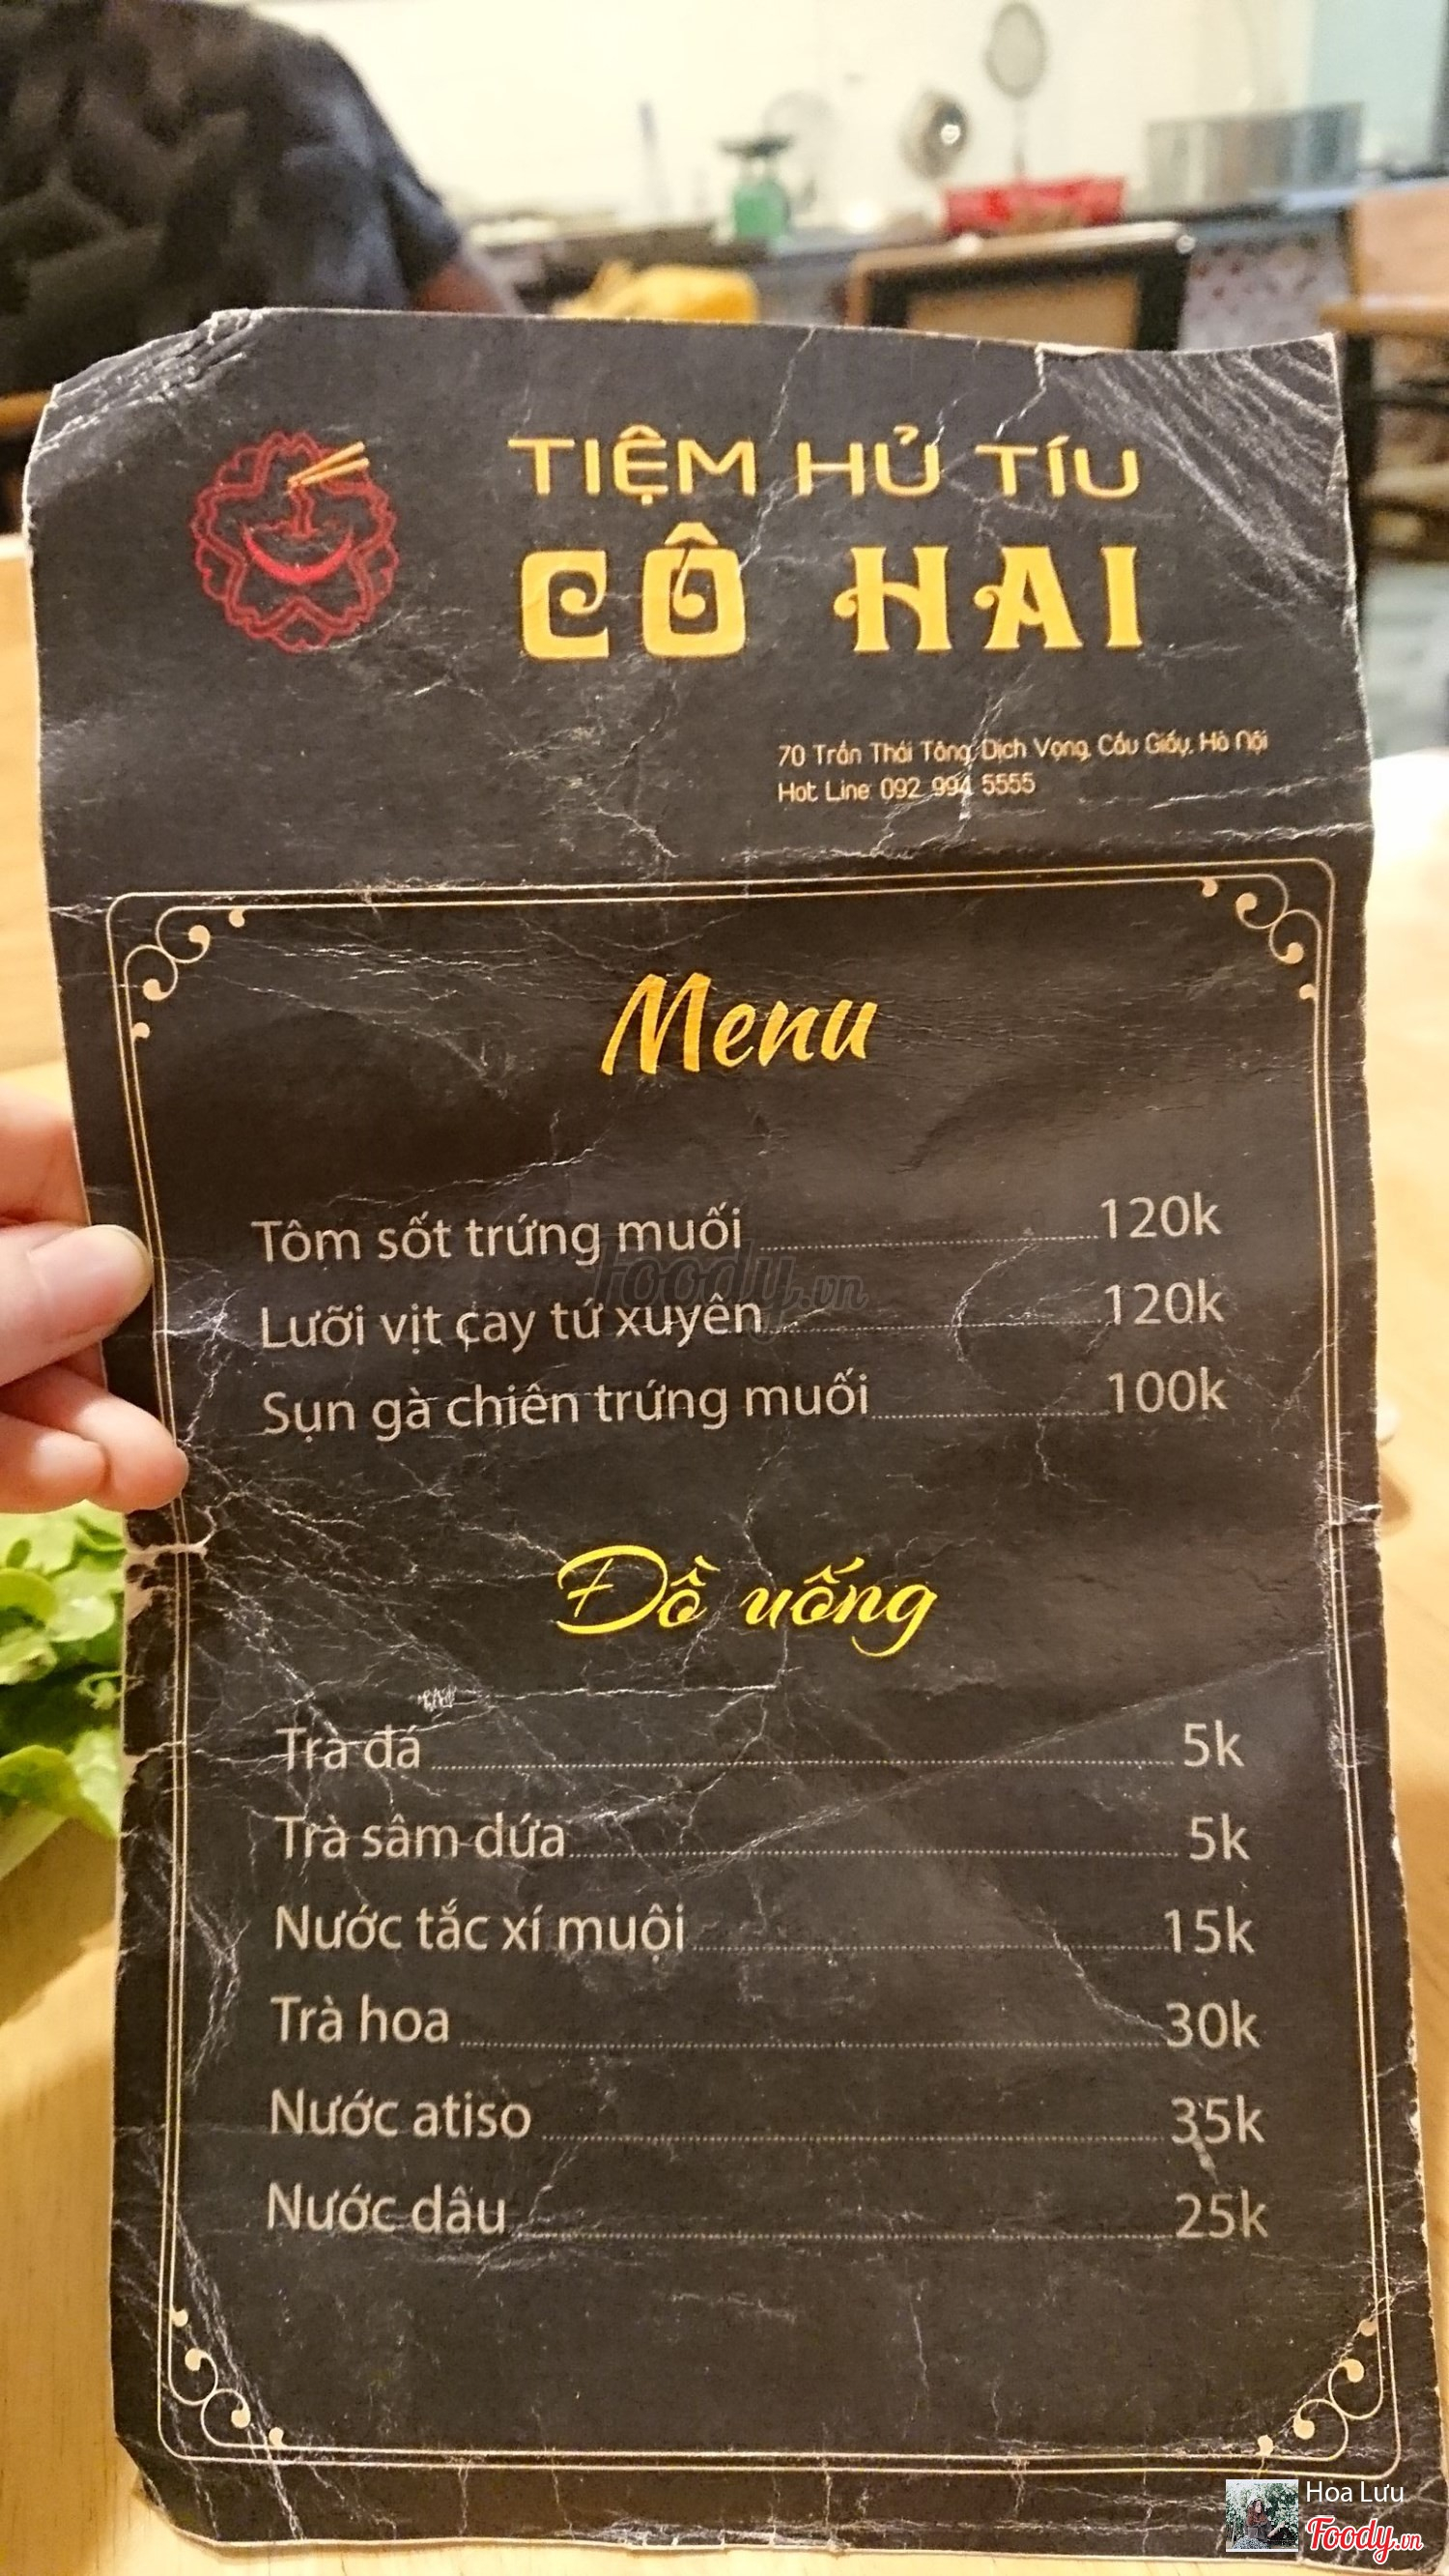 TIỆM HỦ TÍU
CÔ HAI
70 Trần Thái Tông, Dịch Vọng, Cầu Giấy, Hà Nội
Hot Line: 092 994 5555
Menu
Tôm sốt trứng muối 120k
Lưỡi vịt cay tứ xuyên 120k
Sụn gà chiên trứng muối 100k
Foody.vn
Đồ uống
Trà đá 5k
Trà sâm dứa 5k
Nước tắc xí muội 15k
Trà hoa 30k
Nước atiso 35k
Nước dâu 25k
Hoa Lưu
Foody.vn